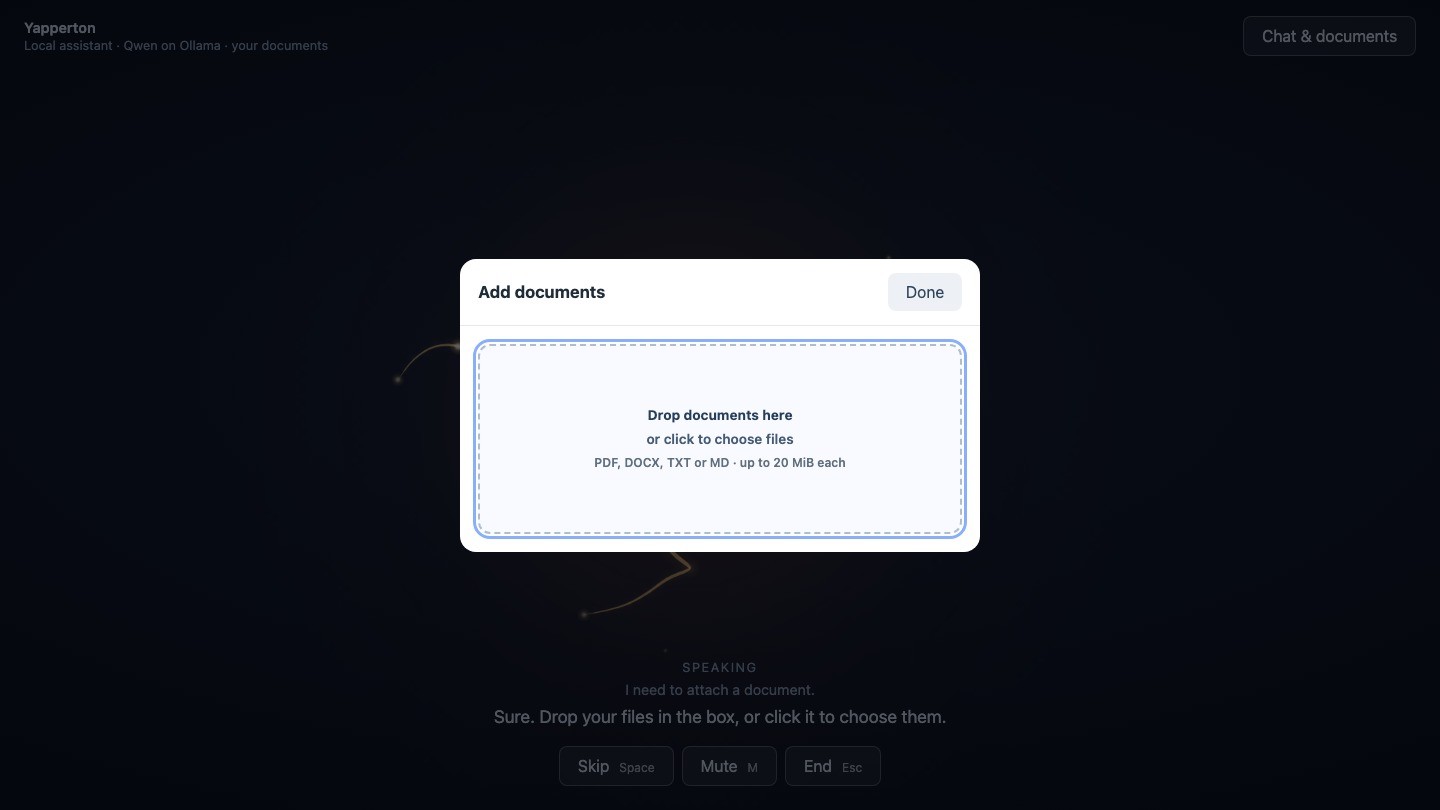 Yapperton
Local assistant · Qwen on Ollama · your documents
Chat & documents
Add documents
Done
Drop documents here
or click to choose files
PDF, DOCX, TXT or MD · up to 20 MiB each
SPEAKING
I need to attach a document.
Sure. Drop your files in the box, or click it to choose them.
Skip Space
Mute M
End Esc